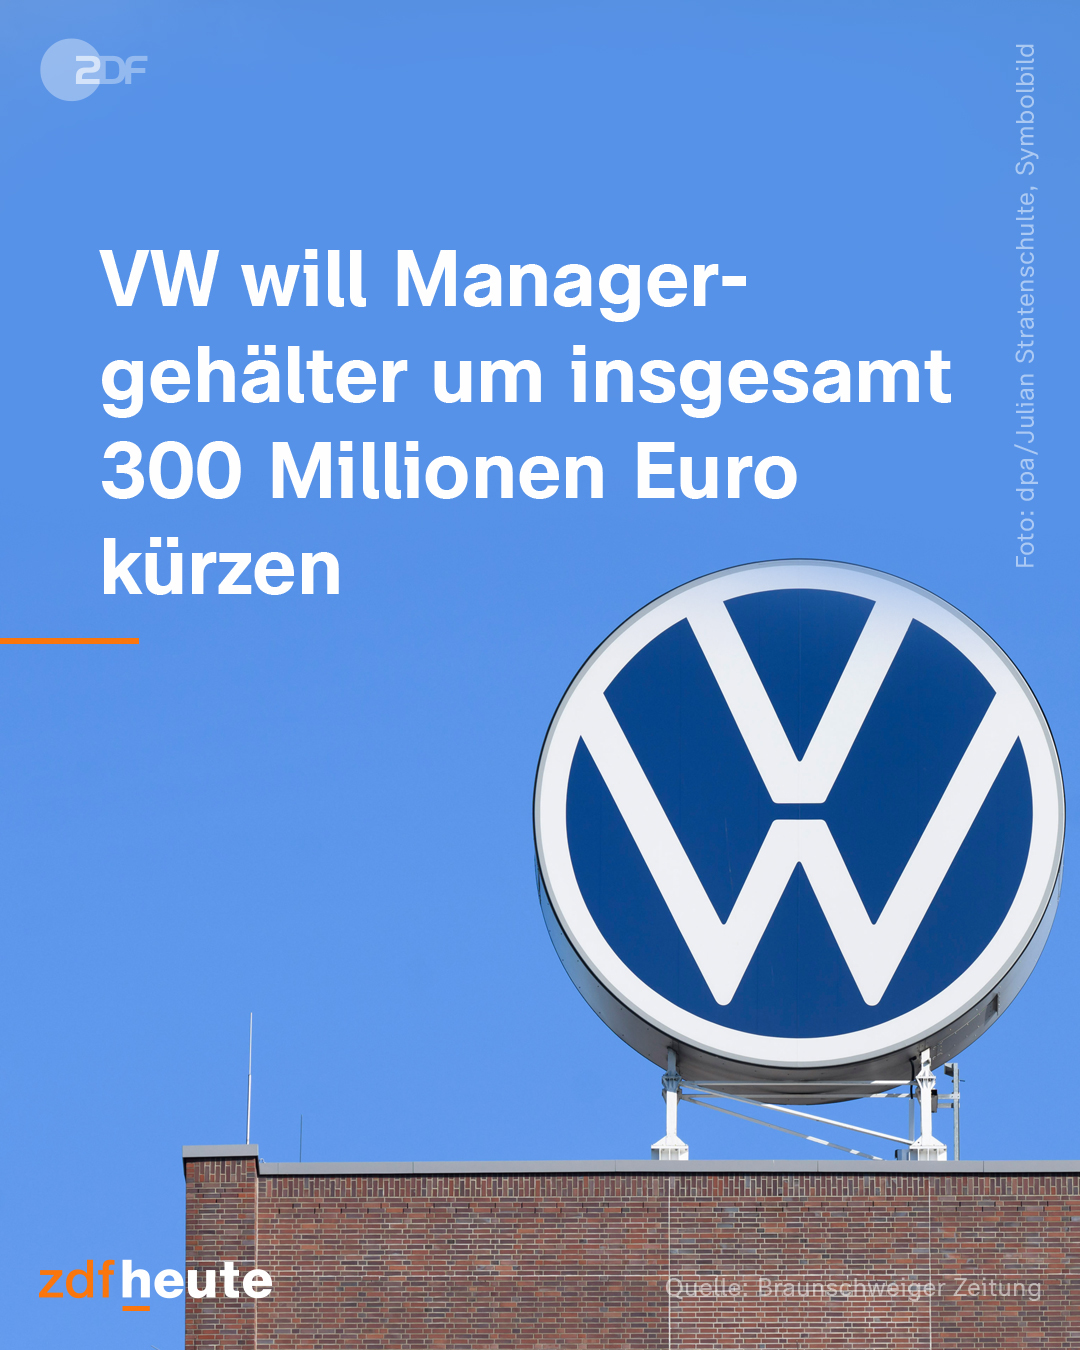 ZDF
Foto: dpa/Julian Stratenschulte, Symbolbild
VW will Manager-
gehälter um insgesamt
300 Millionen Euro
kürzen
VW
zdfheute
Quelle: Braunschweiger Zeitung